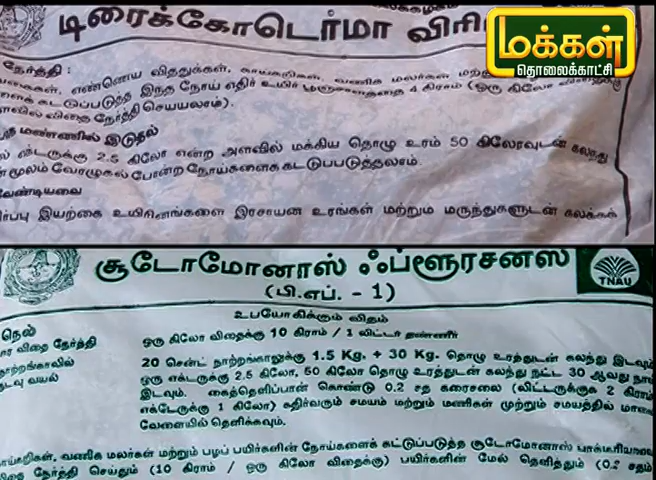 டிரைக்கோடெர்மா விரி
மக்கள்
தொலைக்காட்சி
நேர்த்தி :
எண்ணெய வித்துக்கள், காய்கறிகள், வணிக மலர்கள்
கட்டுப்படுத்த இந்த நோய் எதிர் உயிர் 4 கிராம் (ஒரு கிலோ
விதை நேர்த்தி செய்யலாம்).
மண்ணில் இடுதல்
2.5 கிலோ என்ற அளவில் மக்கிய தொழு உரம் 50 கிலோவுடன் கலந்து
மூலம் வேரழுகல் போன்ற நோய்களைக் கட்டுப்படுத்தலாம்.
வேண்டியவை
இயற்கை உயிரினங்களை இரசாயன உரங்கள் மற்றும் மருந்துகளுடன் கலக்கக்
சூடோமோனாஸ் ஃப்ளூரசன்ஸ்
TNAU
(பி.எப். - 1)
உபயோகிக்கும் விதம்
நெல்
விதை நேர்த்தி ஒரு கிலோ விதைக்கு 10 கிராம் / 1 லிட்டர் தண்ணீர்
நாற்றங்காலில் 20 சென்ட் நாற்றங்காலுக்கு 1.5 Kg. + 30 Kg. தொழு உரத்துடன் கலந்து இடவும்
நடவு வயல் ஒரு எக்டருக்கு 2.5 கிலோ, 50 கிலோ தொழு உரத்துடன் கலந்து நட்ட 30 ஆவது நாள்
இடவும். கைத்தெளிப்பான் கொண்டு 0.2 சத கரைசலை (லிட்டருக்கு 2 கிராம்
எக்டேருக்கு 1 கிலோ) கதிர்வரும் சமயம் மற்றும் மணிகள் முற்றும் சமயத்தில் மாலை
வேளையில் தெளிக்கவும்.
வணிக மலர்கள் மற்றும் பழப் பயிர்களின் நோய்களைக் கட்டுப்படுத்த சூடோமோனாஸ்
விதை நேர்த்தி செய்தும் (10 கிராம் / ஒரு கிலோ விதைக்கு) பயிர்களின் மேல் தெளித்தும் (0.2 சதம்